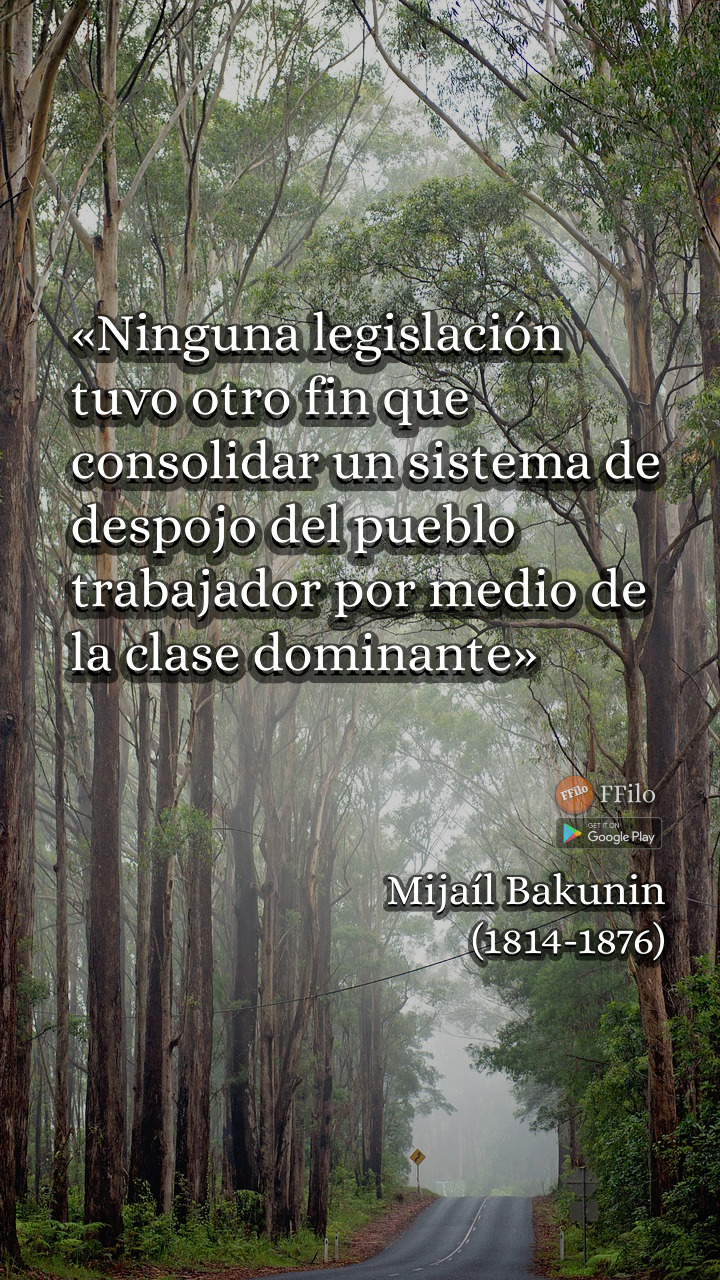 «Ninguna legislación
tuvo otro fin que
consolidar un sistema de
despojo del pueblo
trabajador por medio de
la clase dominante»
FFilo FFilo
GET IT ON
Google Play
Mijaíl Bakunin
(1814-1876)